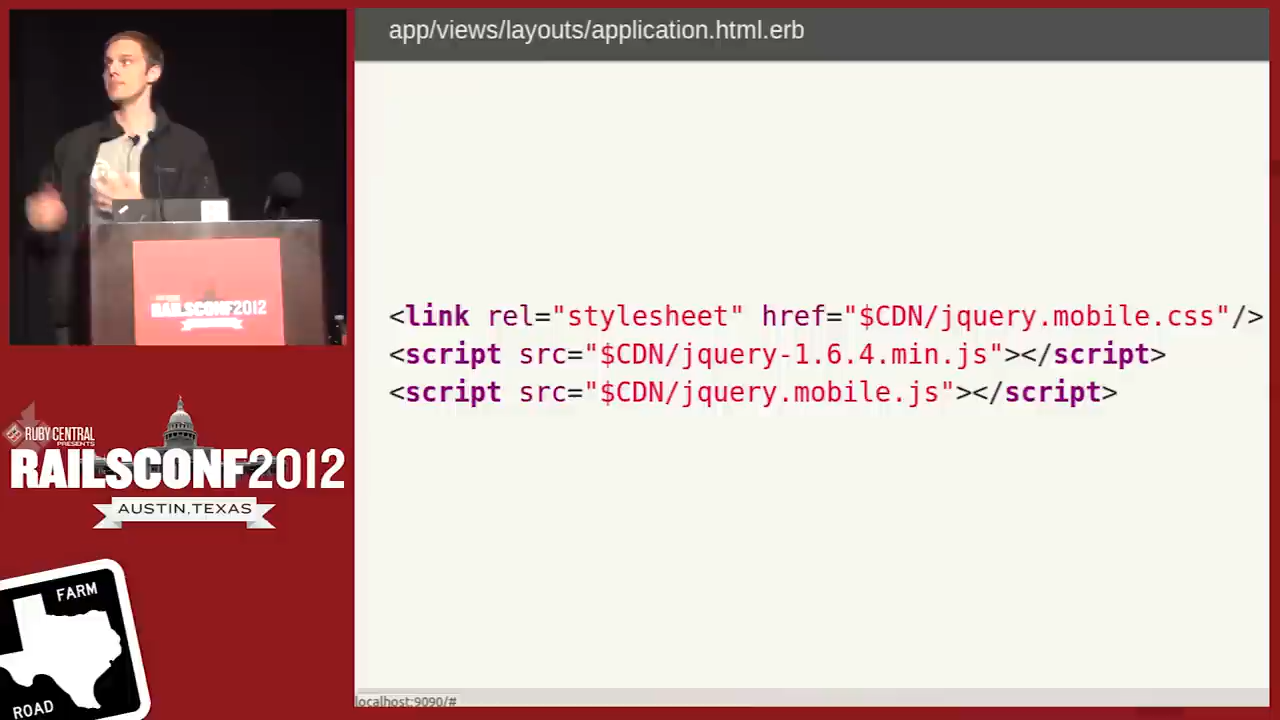 app/views/layouts/application.html.erb
<link rel="stylesheet" href="$CDN/jquery.mobile.css"/>
<script src="$CDN/jquery-1.6.4.min.js"></script>
<script src="$CDN/jquery.mobile.js"></script>
localhost:9090/#
RAILSCONF2012
RUBY CENTRAL
PRESENTS
RAILSCONF2012
AUSTIN, TEXAS
FARM
ROAD